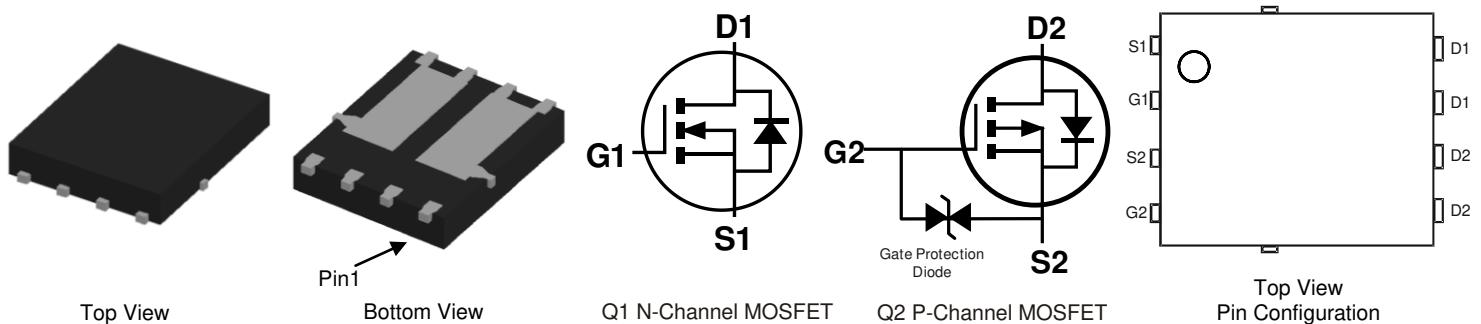 D1
G1
S1
Q1 N-Channel MOSFET
D2
G2
Gate Protection
Diode
S2
Q2 P-Channel MOSFET
S1
G1
S2
G2
D1
D1
D2
D2
Top View
Pin Configuration
Pin1
Top View
Bottom View